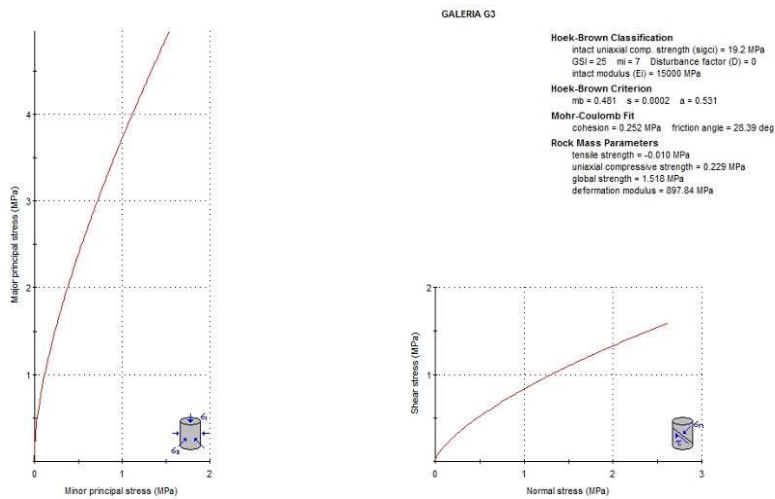 GALERIA G3
Hoek-Brown Classification
intact uniaxial comp. strength (sigci) = 19.2 MPa
GSI = 25 mi = 7 Disturbance factor (D) = 0
intact modulus (Ei) = 15000 MPa
Hoek-Brown Criterion
mb = 0.481 s = 0.0002 a = 0.531
Mohr-Coulomb Fit
cohesion = 0.252 MPa friction angle = 28.39 deg
Rock Mass Parameters
tensile strength = -0.010 MPa
uniaxial compressive strength = 0.229 MPa
global strength = 1.518 MPa
deformation modulus = 897.84 MPa
Major principal stress (MPa)
4
3
2
1
0 1 2
Minor principal stress (MPa)
σ1
σ3
Shear stress (MPa)
2
1
0 1 2 3
Normal stress (MPa)
σn
τ